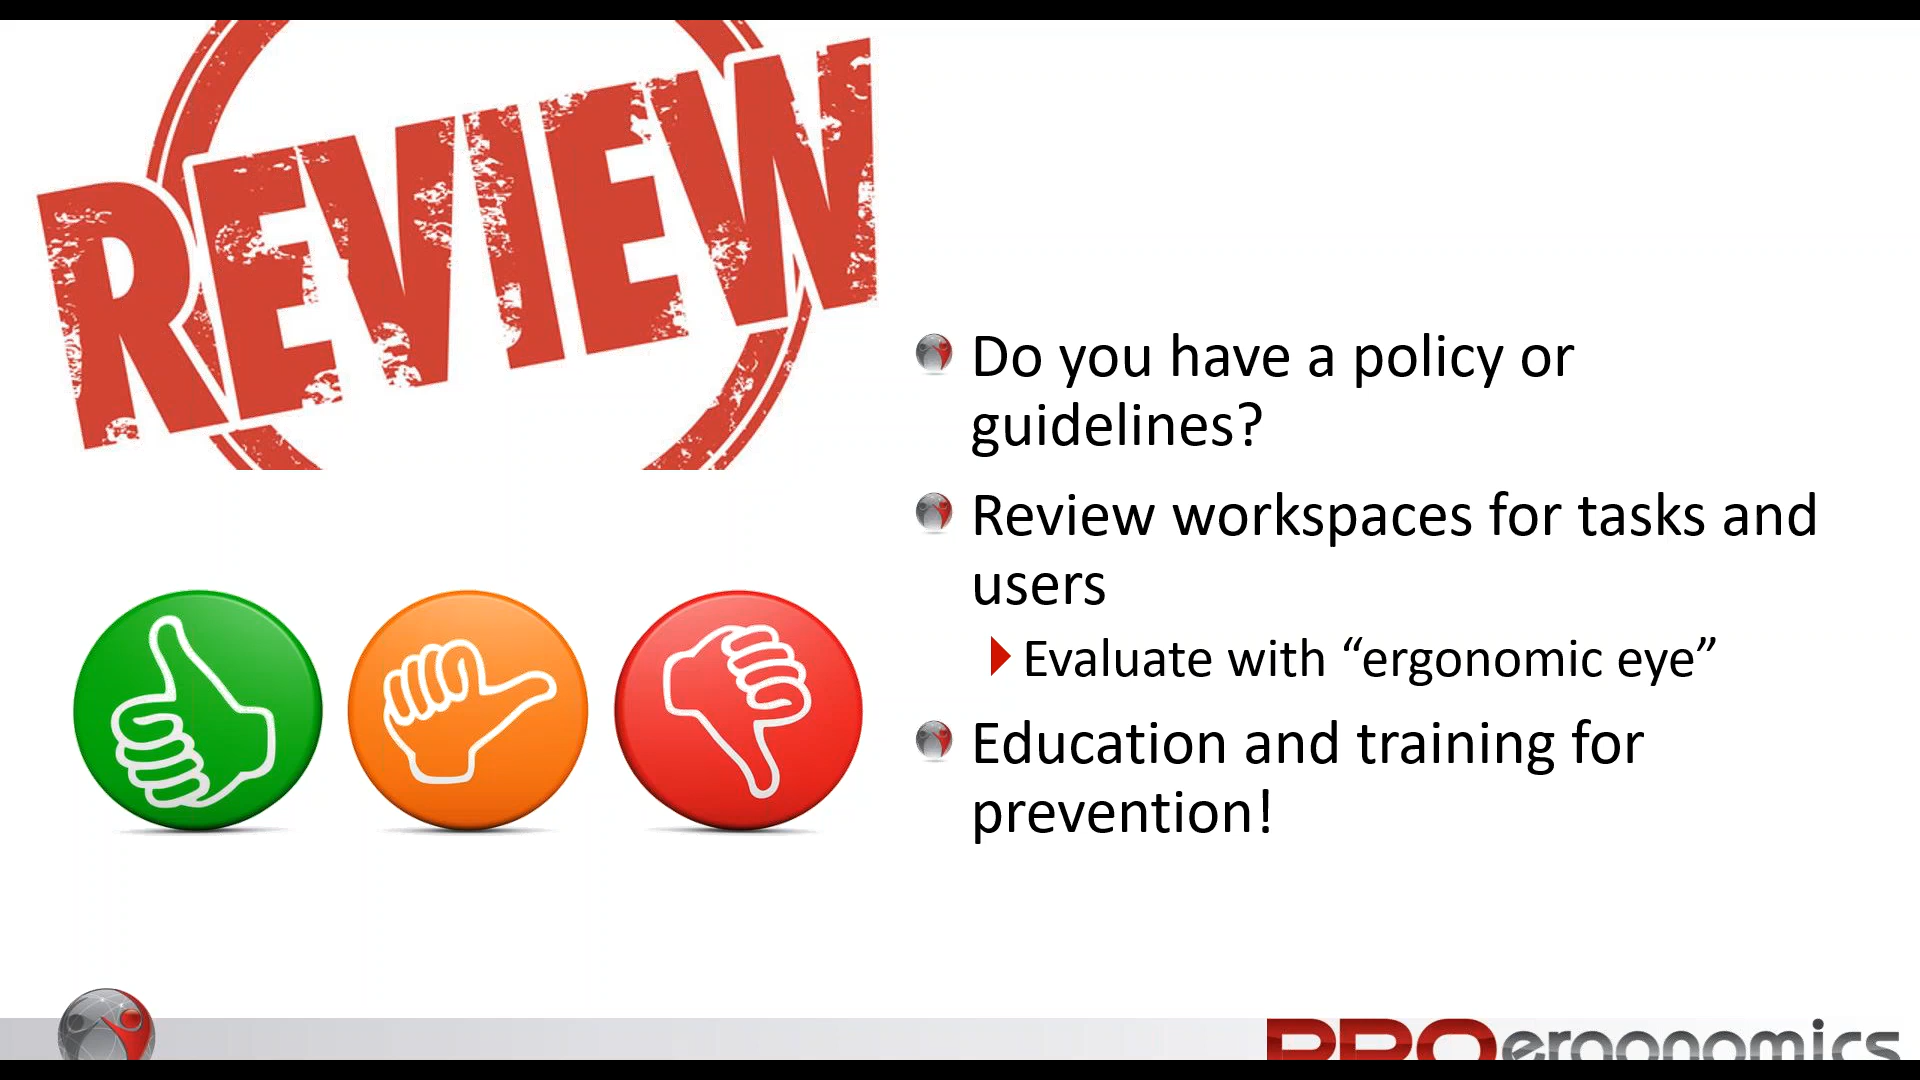 REVIEW
Do you have a policy or
guidelines?
Review workspaces for tasks and
users
Evaluate with “ergonomic eye”
Education and training for
prevention!
PROergonomics